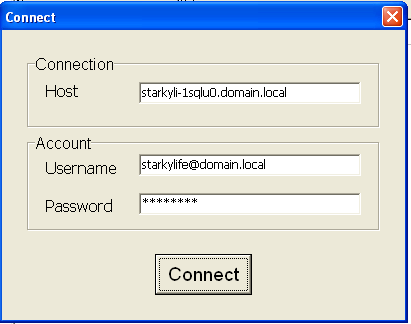 Connect
Connection
Host
starkyli-1sqlu0.domain.local
Account
Username
starkylife@domain.local
Password
********
Connect